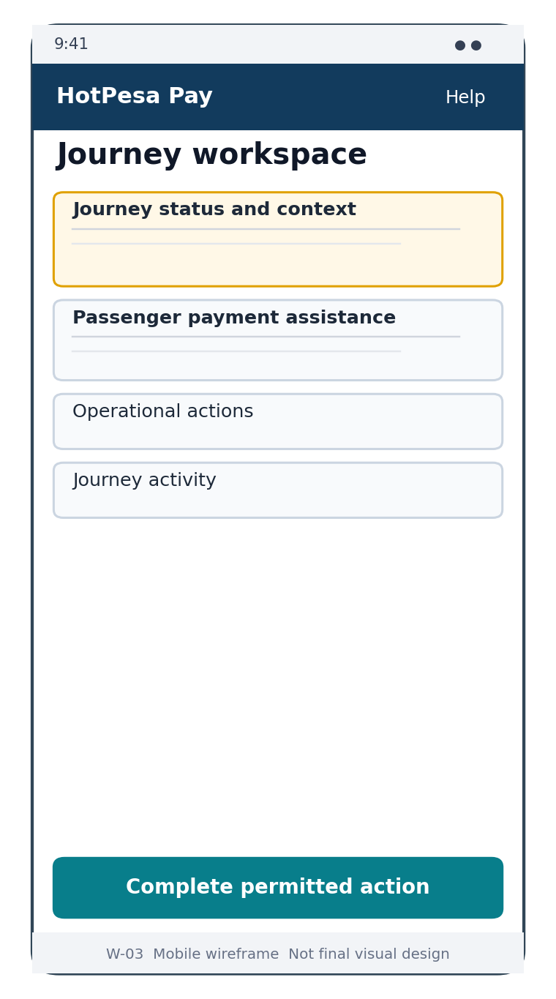 9:41
HotPesa Pay
Help
Journey workspace
Journey status and context
Passenger payment assistance
Operational actions
Journey activity
Complete permitted action
W-03  Mobile wireframe  Not final visual design